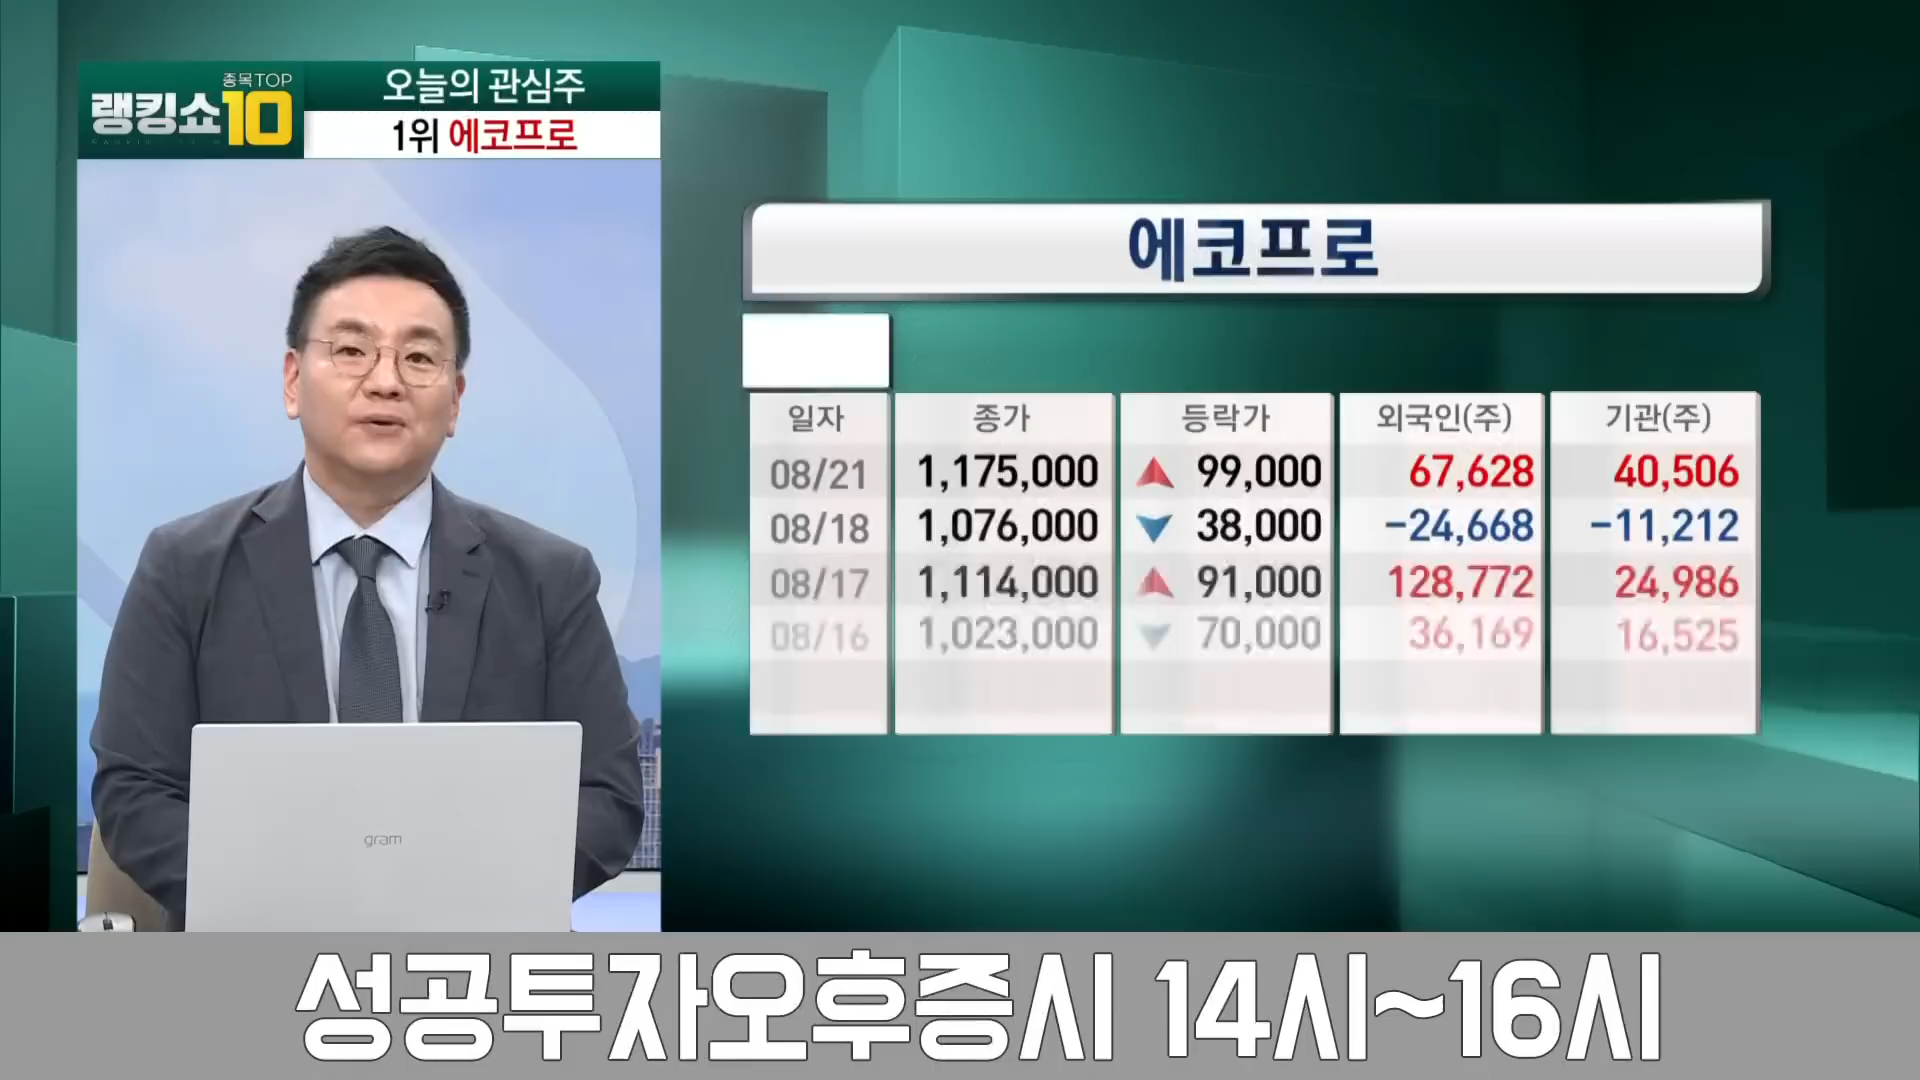 종목TOP
랭킹쇼10
오늘의 관심주
1위 에코프로
에코프로
일자 종가 등락가 외국인(주) 기관(주)
08/21 1,175,000 ▲ 99,000 67,628 40,506
08/18 1,076,000 ▼ 38,000 -24,668 -11,212
08/17 1,114,000 ▲ 91,000 128,772 24,986
08/16 1,023,000 ▼ 70,000 36,169 16,525
gram
성공투자오후증시 14시~16시